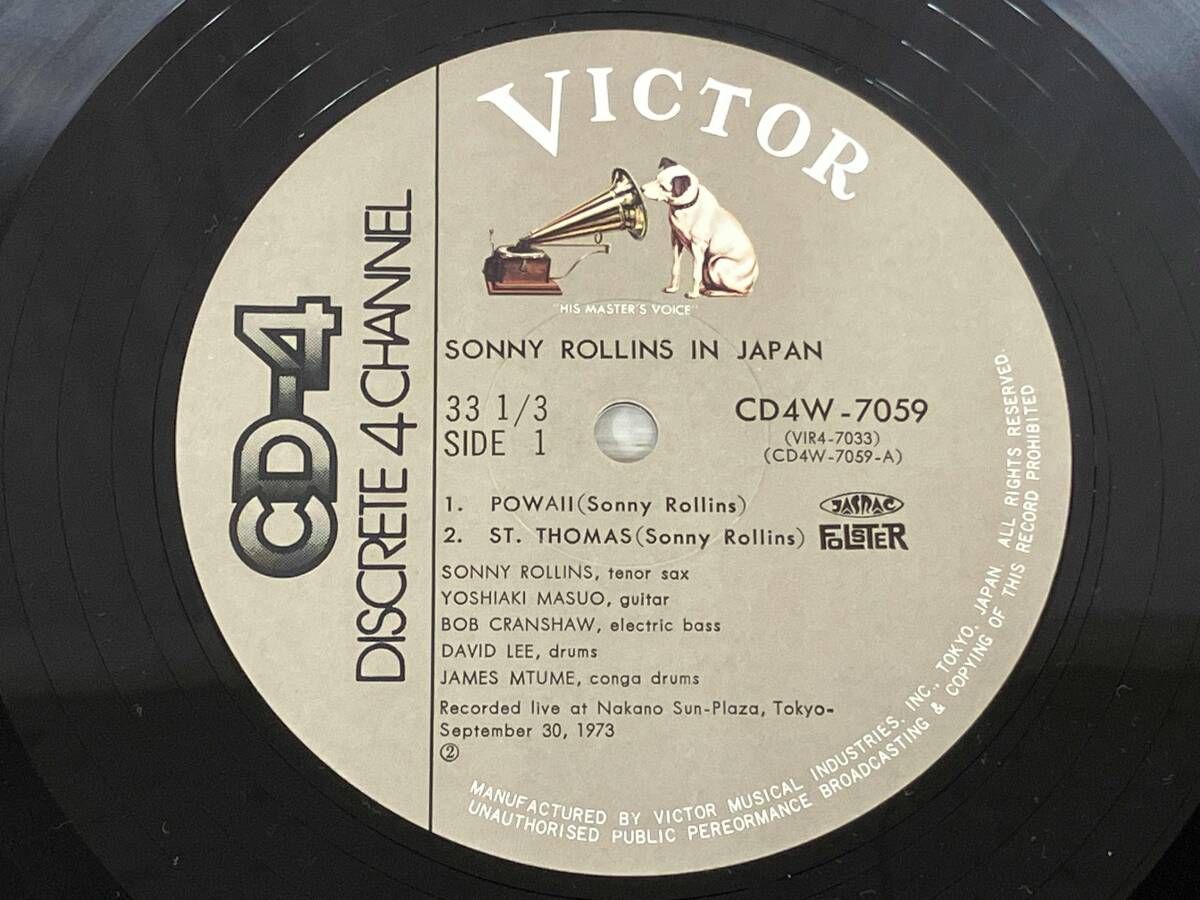 VICTOR
"HIS MASTER'S VOICE"
CD-4
DISCRETE 4 CHANNEL
SONNY ROLLINS IN JAPAN
33 1/3
SIDE 1
CD4W-7059
(VIR4-7033)
(CD4W-7059-A)
1. POWAII (Sonny Rollins)
2. ST. THOMAS (Sonny Rollins)
JASRAC
FOLSTER
SONNY ROLLINS, tenor sax
YOSHIAKI MASUO, guitar
BOB CRANSHAW, electric bass
DAVID LEE, drums
JAMES MTUME, conga drums
Recorded live at Nakano Sun-Plaza, Tokyo-
September 30, 1973
②
MANUFACTURED BY VICTOR MUSICAL INDUSTRIES, INC., TOKYO, JAPAN. ALL RIGHTS RESERVED.
UNAUTHORISED PUBLIC PEREORMANCE BROADCASTING & COPYING OF THIS RECORD PROHIBITED